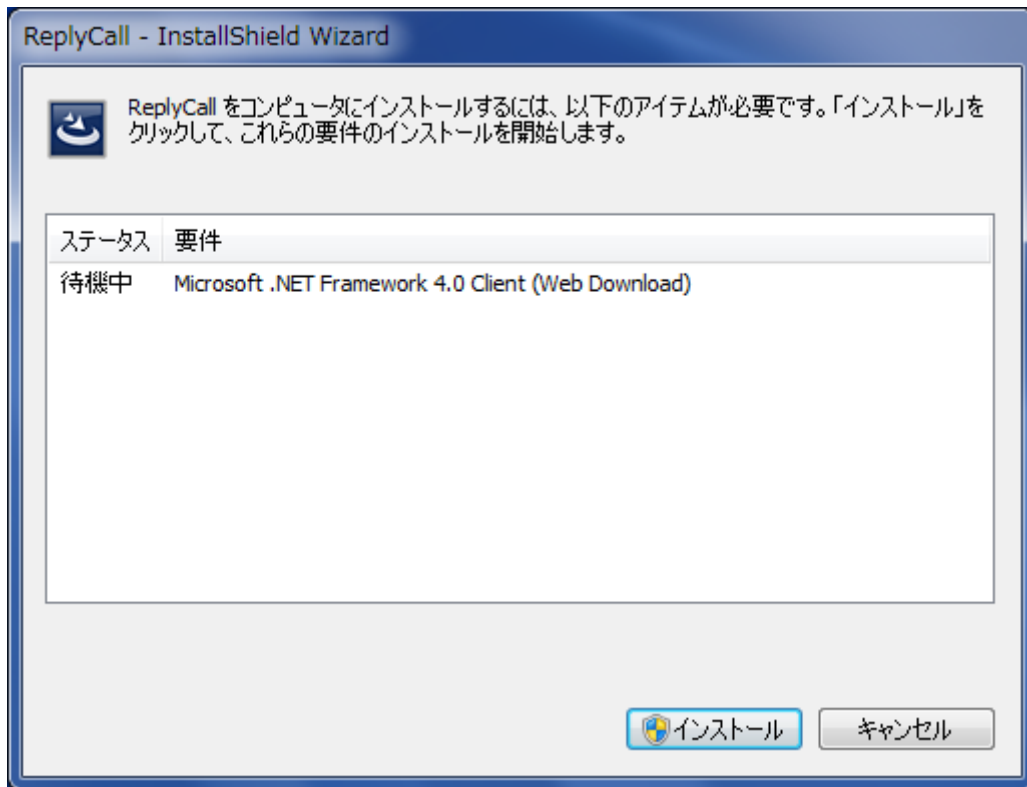 ReplyCall - InstallShield Wizard
ReplyCall をコンピュータにインストールするには、以下のアイテムが必要です。「インストール」を
クリックして、これらの要件のインストールを開始します。
ステータス 要件
待機中 Microsoft .NET Framework 4.0 Client (Web Download)
インストール キャンセル